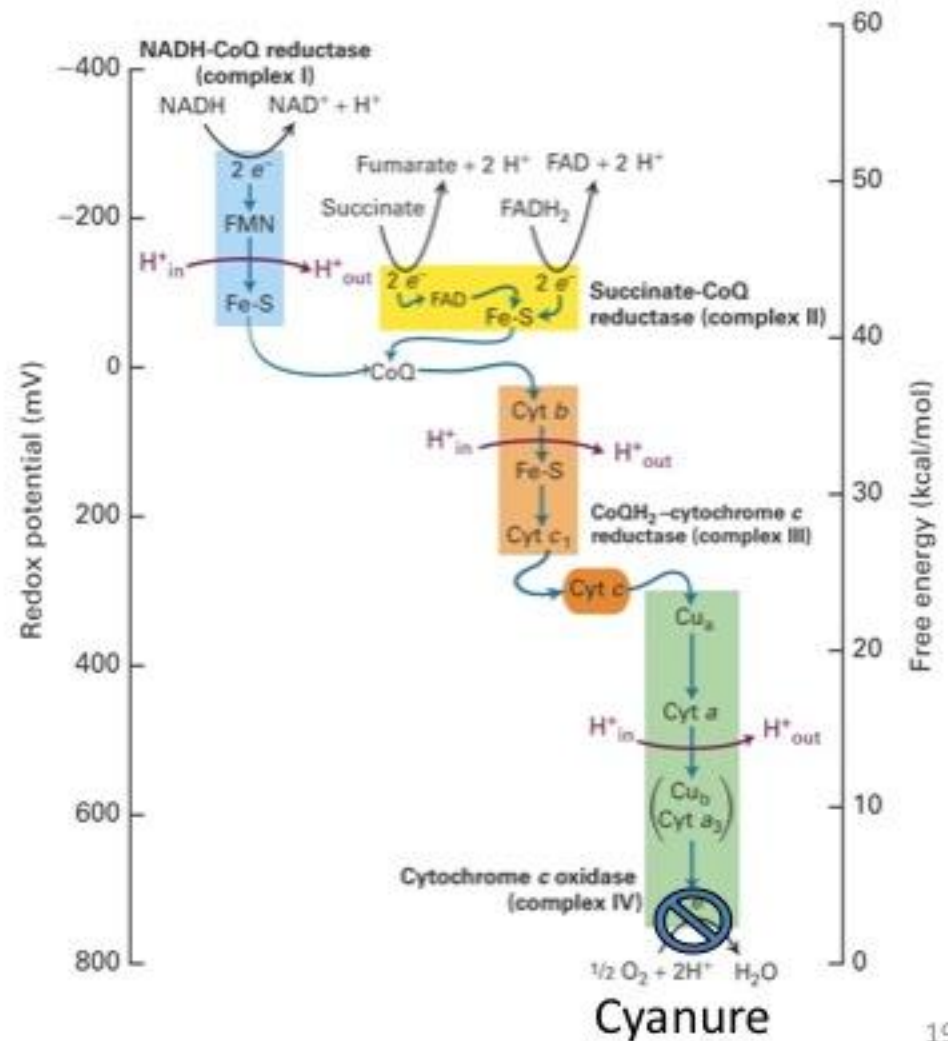 60
NADH-CoQ reductase
(complex I)
−400
NADH
NAD⁺ + H⁺
Fumarate + 2 H⁺
FAD + 2 H⁺
2 e⁻
50
Succinate
FADH₂
−200
FMN
H⁺in
H⁺out
2 e⁻
2 e⁻
FAD
Fe-S
Fe-S
Succinate-CoQ
reductase (complex II)
40
0
CoQ
Redox potential (mV)
Free energy (kcal/mol)
Cyt b
H⁺in
H⁺out
Fe-S
30
200
CoQH₂–cytochrome c
reductase (complex III)
Cyt c₁
Cyt c
Cuₐ
20
400
Cyt a
H⁺in
H⁺out
Cu_b
Cyt a₃
10
600
Cytochrome c oxidase
(complex IV)
800
1/2 O₂ + 2H⁺
H₂O
0
Cyanure